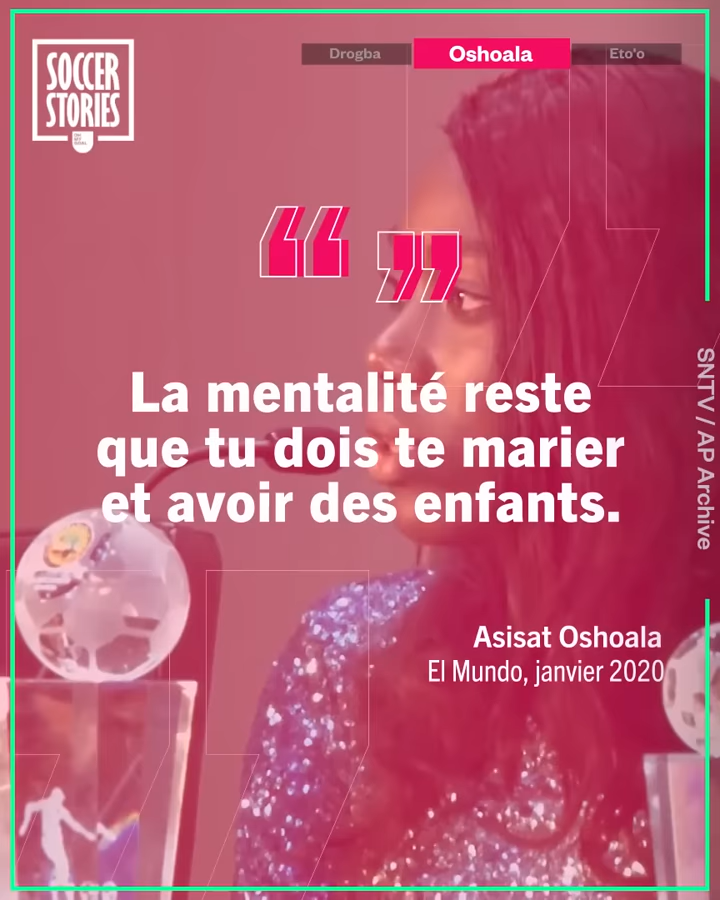 SOCCER
STORIES
Drogba
Oshoala
Eto'o
“ ”
La mentalité reste
que tu dois te marier
et avoir des enfants.
Asisat Oshoala
El Mundo, janvier 2020
SNTV / AP Archive